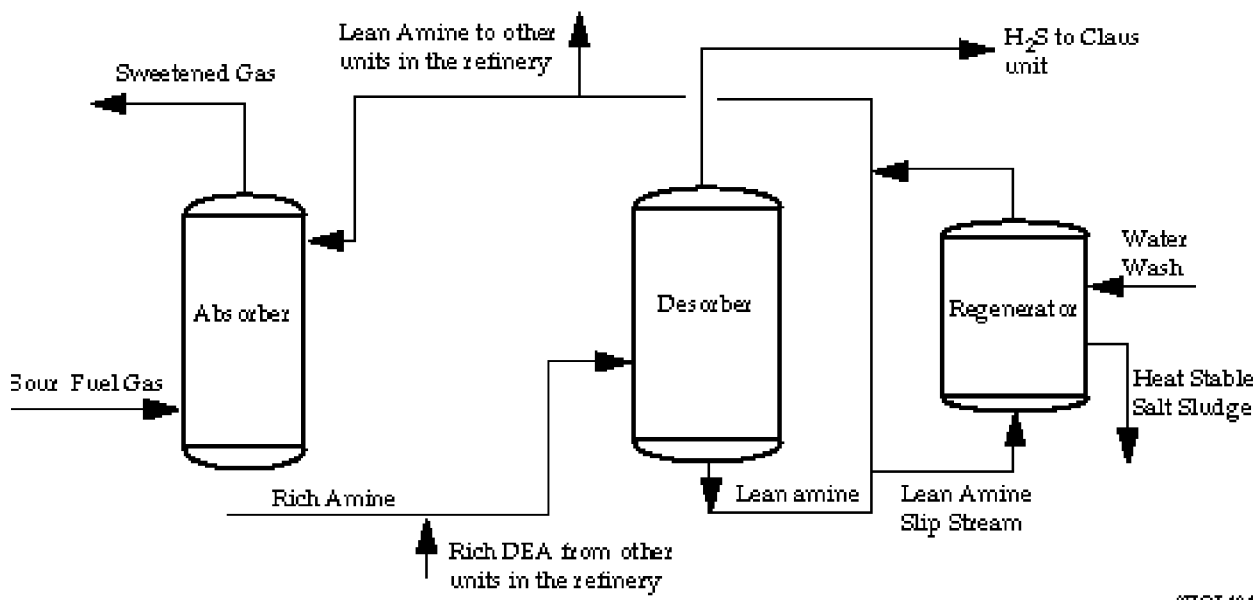 Lean Amine to other
units in the refinery
H2S to Claus
unit
Sweetened Gas
Water
Wash
Absorber
Desorber
Regenerator
Sour Fuel Gas
Heat Stable
Salt Sludge
Rich Amine
Lean amine
Lean Amine
Slip Stream
Rich DEA from other
units in the refinery